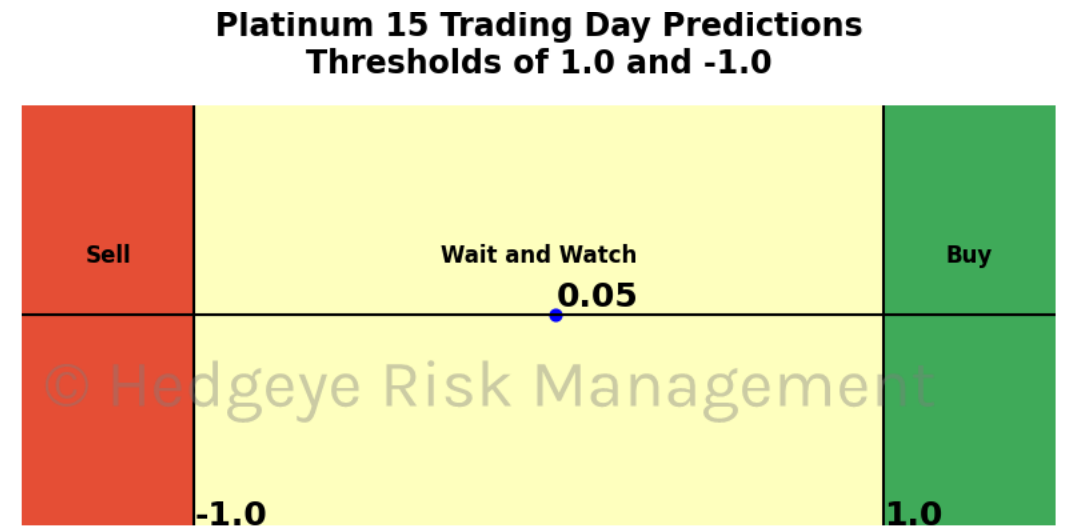 Platinum 15 Trading Day Predictions
Thresholds of 1.0 and -1.0
Sell
Wait and Watch
Buy
0.05
© Hedgeye Risk Management
-1.0
1.0